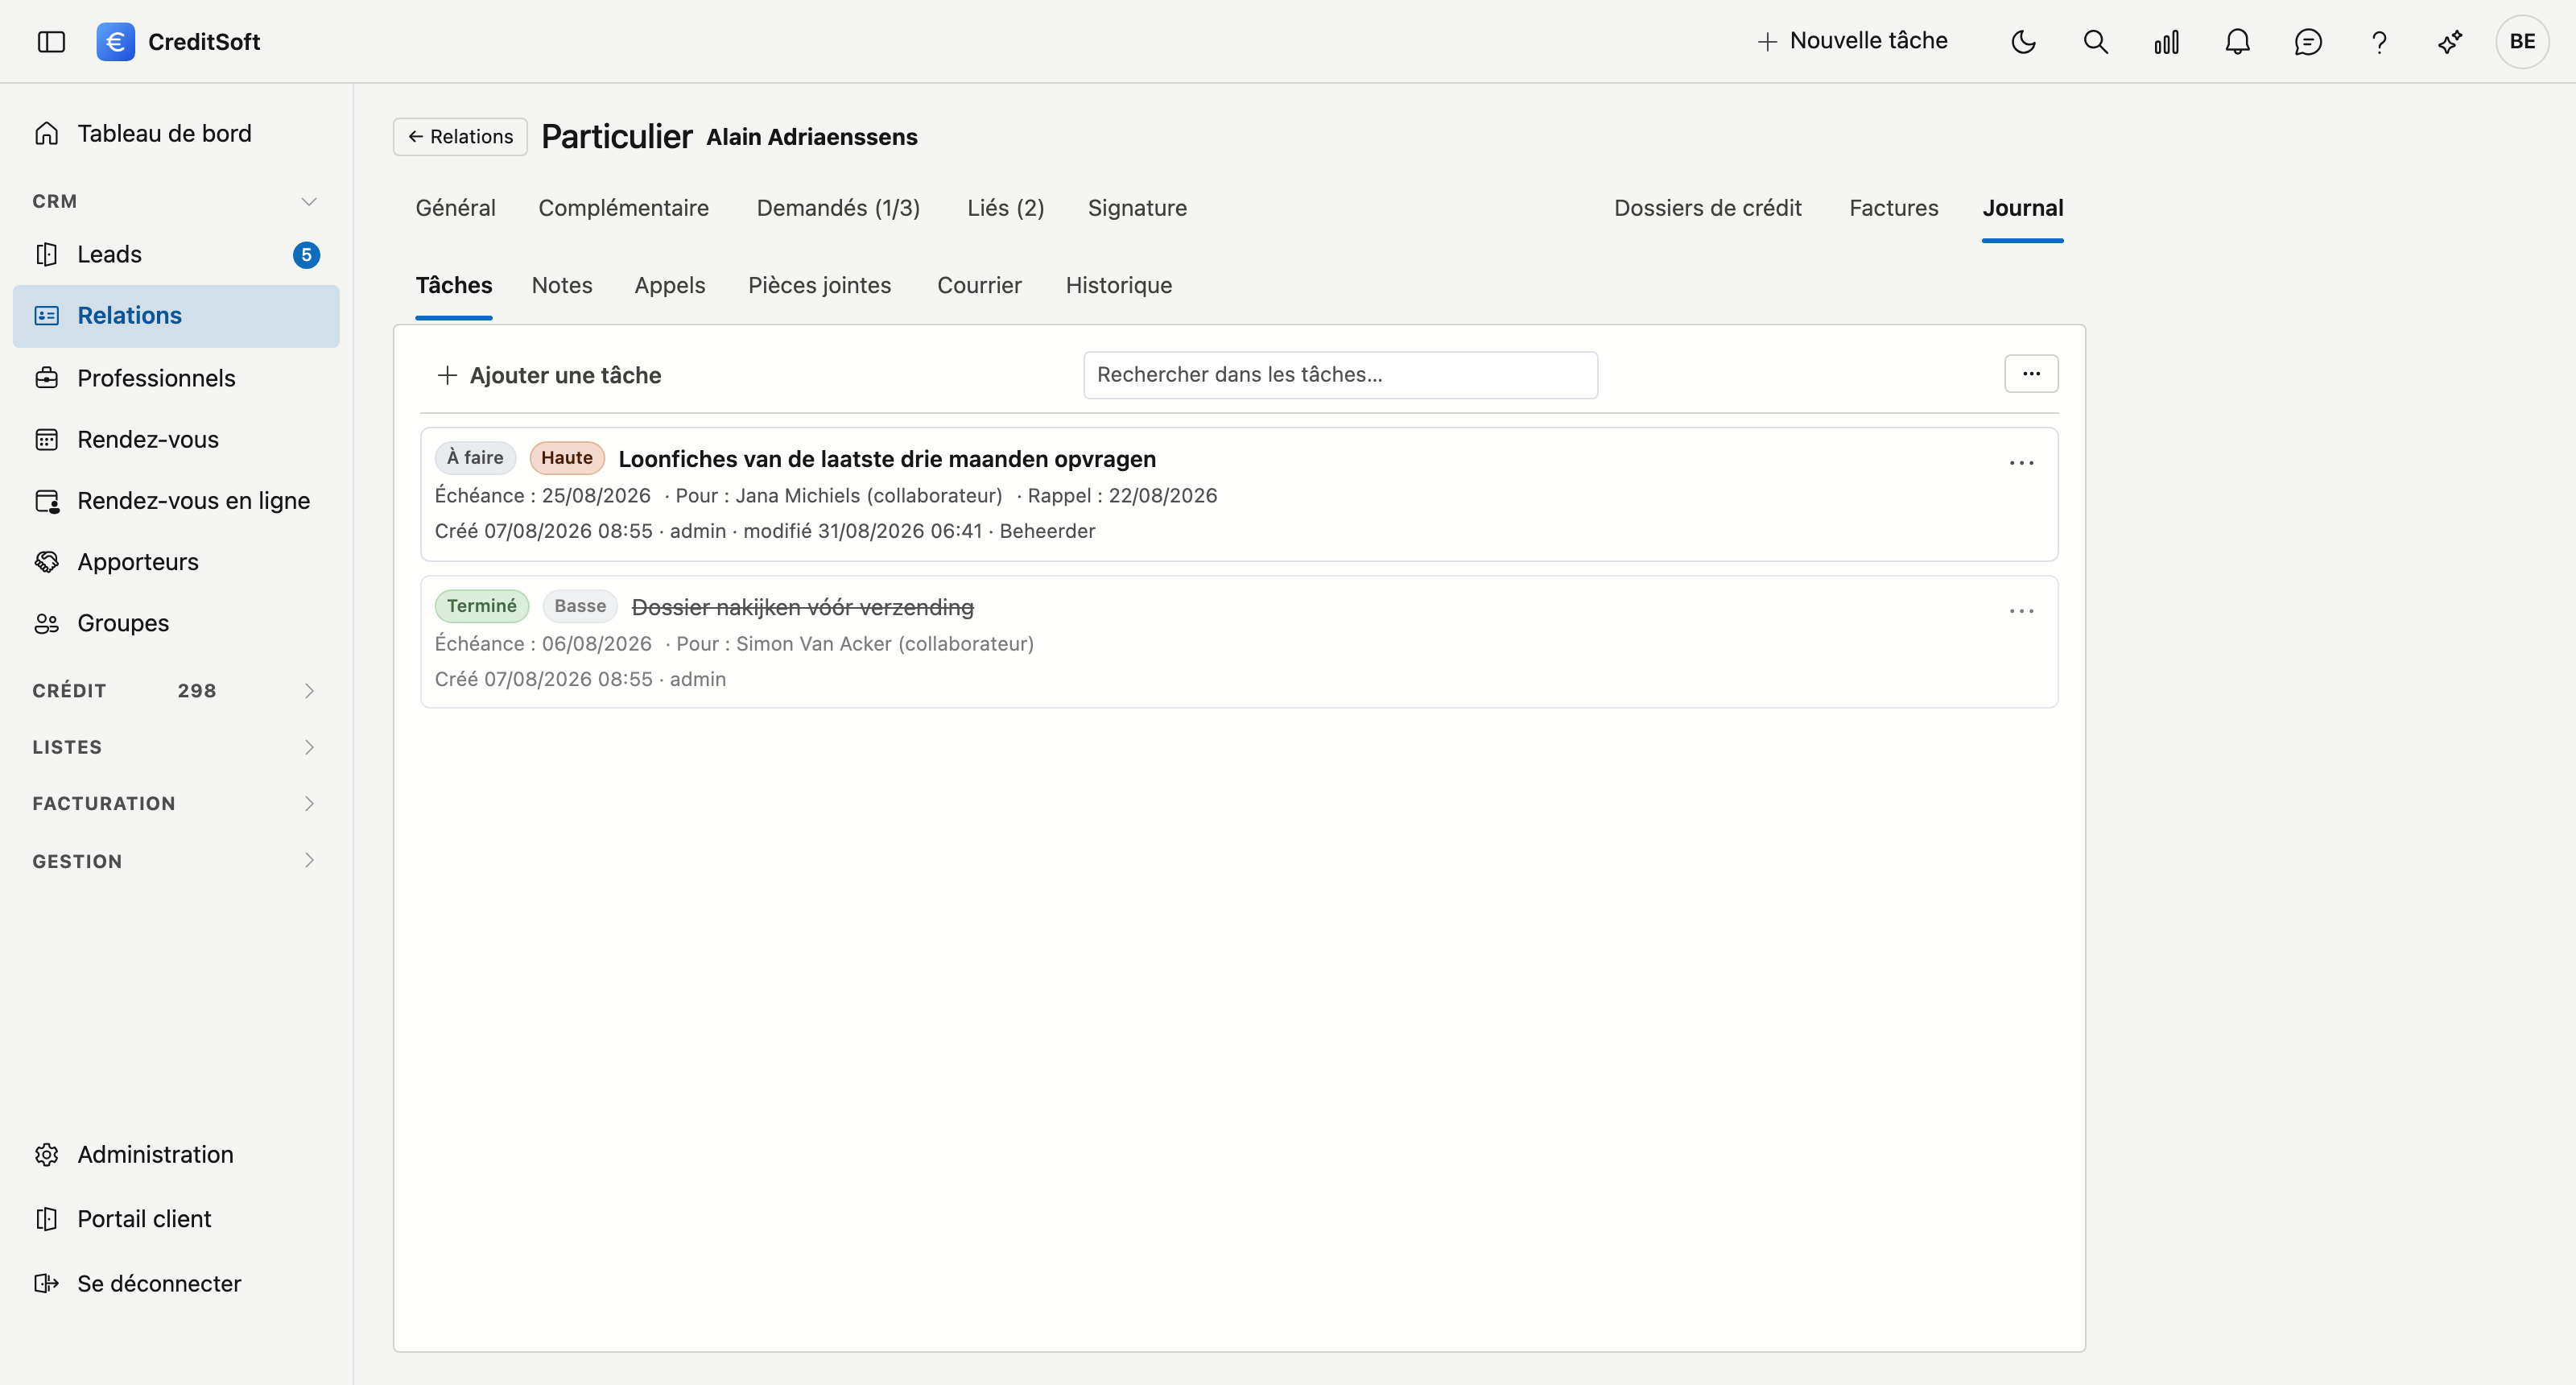 CreditSoft
Nouvelle tâche
BE
Tableau de bord
CRM
Leads 5
Relations
Professionnels
Rendez-vous
Rendez-vous en ligne
Apporteurs
Groupes
CRÉDIT 298
LISTES
FACTURATION
GESTION
Administration
Portail client
Se déconnecter
← Relations Particulier Alain Adriaenssens
Général Complémentaire Demandés (1/3) Liés (2) Signature Dossiers de crédit Factures Journal
Tâches Notes Appels Pièces jointes Courrier Historique
Ajouter une tâche Rechercher dans les tâches... ...
À faire Haute Loonfiches van de laatste drie maanden opvragen ...
Échéance : 25/08/2026 · Pour : Jana Michiels (collaborateur) · Rappel : 22/08/2026
Créé 07/08/2026 08:55 · admin · modifié 31/08/2026 06:41 · Beheerder
Terminé Basse Dossier nakijken vóór verzending ...
Échéance : 06/08/2026 · Pour : Simon Van Acker (collaborateur)
Créé 07/08/2026 08:55 · admin